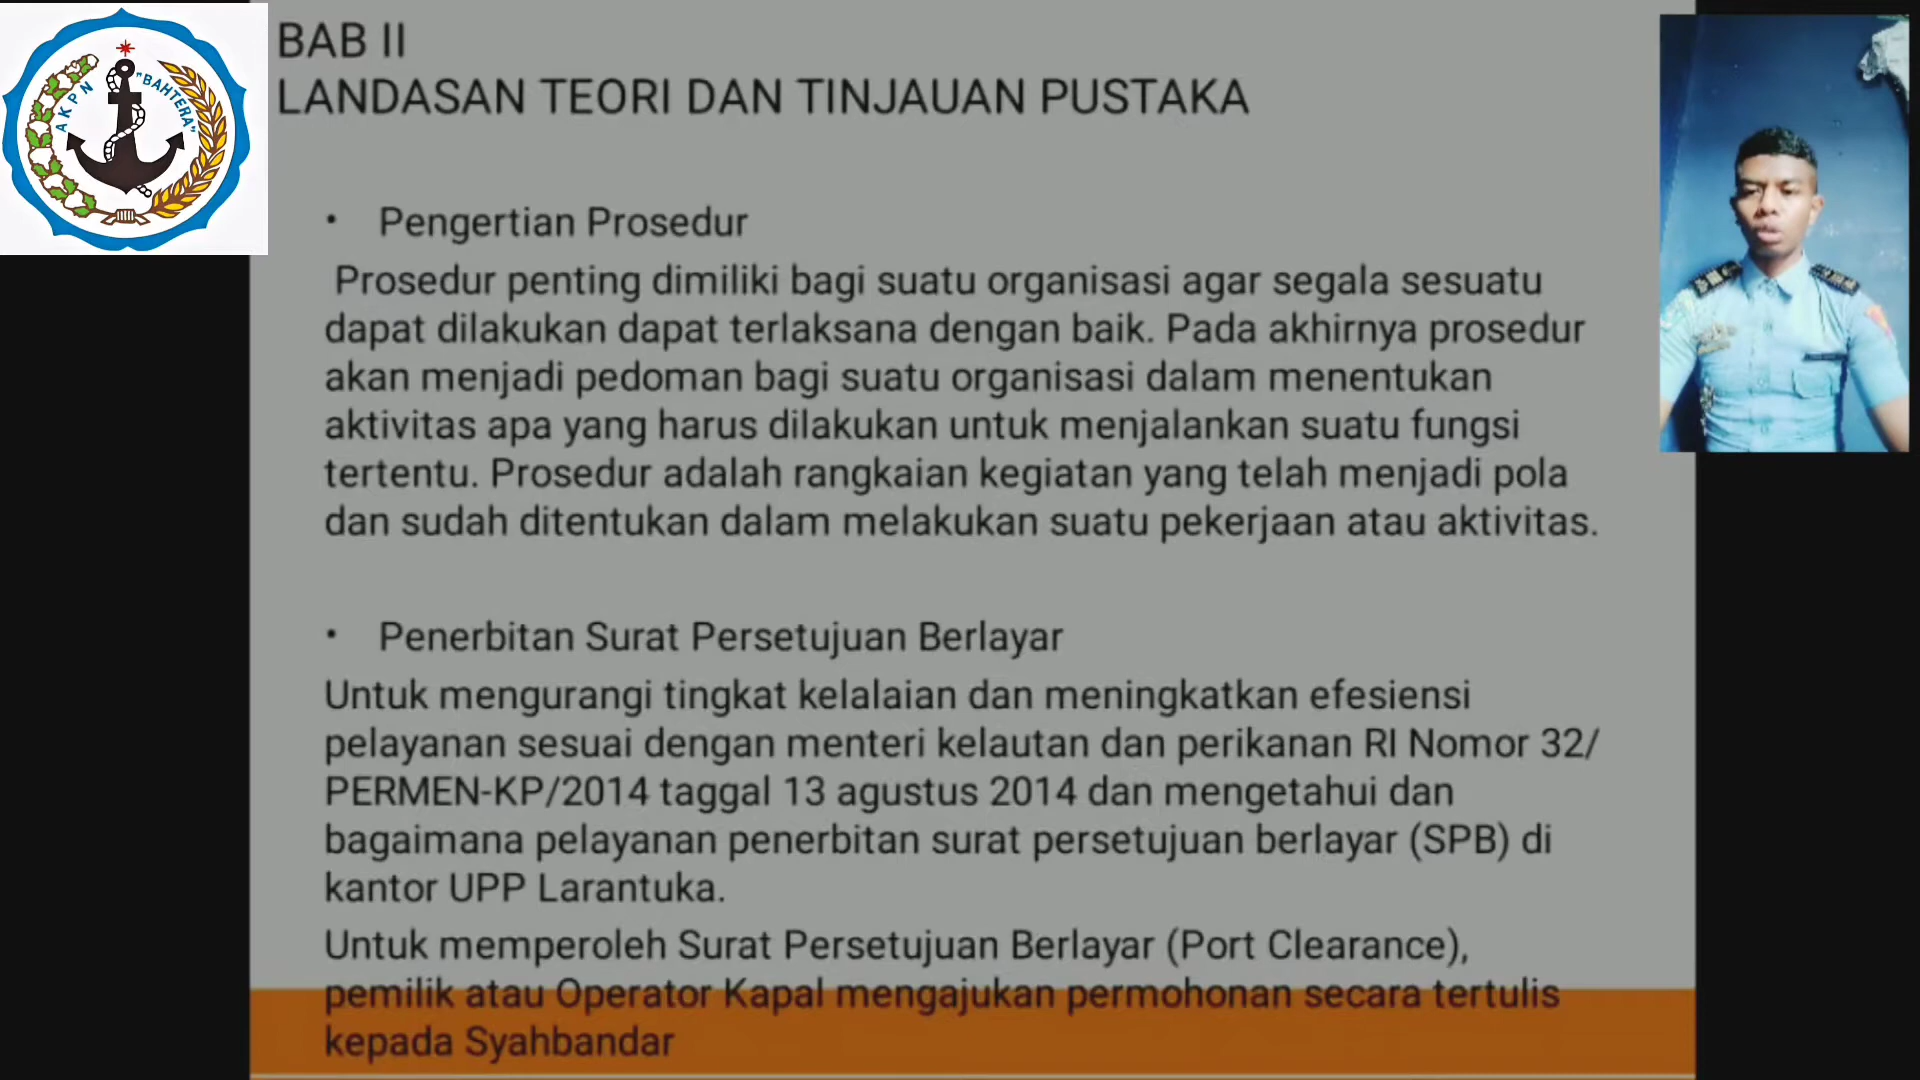 AKPN "BAHTERA"
BAB II
LANDASAN TEORI DAN TINJAUAN PUSTAKA
• Pengertian Prosedur
Prosedur penting dimiliki bagi suatu organisasi agar segala sesuatu
dapat dilakukan dapat terlaksana dengan baik. Pada akhirnya prosedur
akan menjadi pedoman bagi suatu organisasi dalam menentukan
aktivitas apa yang harus dilakukan untuk menjalankan suatu fungsi
tertentu. Prosedur adalah rangkaian kegiatan yang telah menjadi pola
dan sudah ditentukan dalam melakukan suatu pekerjaan atau aktivitas.
• Penerbitan Surat Persetujuan Berlayar
Untuk mengurangi tingkat kelalaian dan meningkatkan efesiensi
pelayanan sesuai dengan menteri kelautan dan perikanan RI Nomor 32/
PERMEN-KP/2014 taggal 13 agustus 2014 dan mengetahui dan
bagaimana pelayanan penerbitan surat persetujuan berlayar (SPB) di
kantor UPP Larantuka.
Untuk memperoleh Surat Persetujuan Berlayar (Port Clearance),
pemilik atau Operator Kapal mengajukan permohonan secara tertulis
kepada Syahbandar